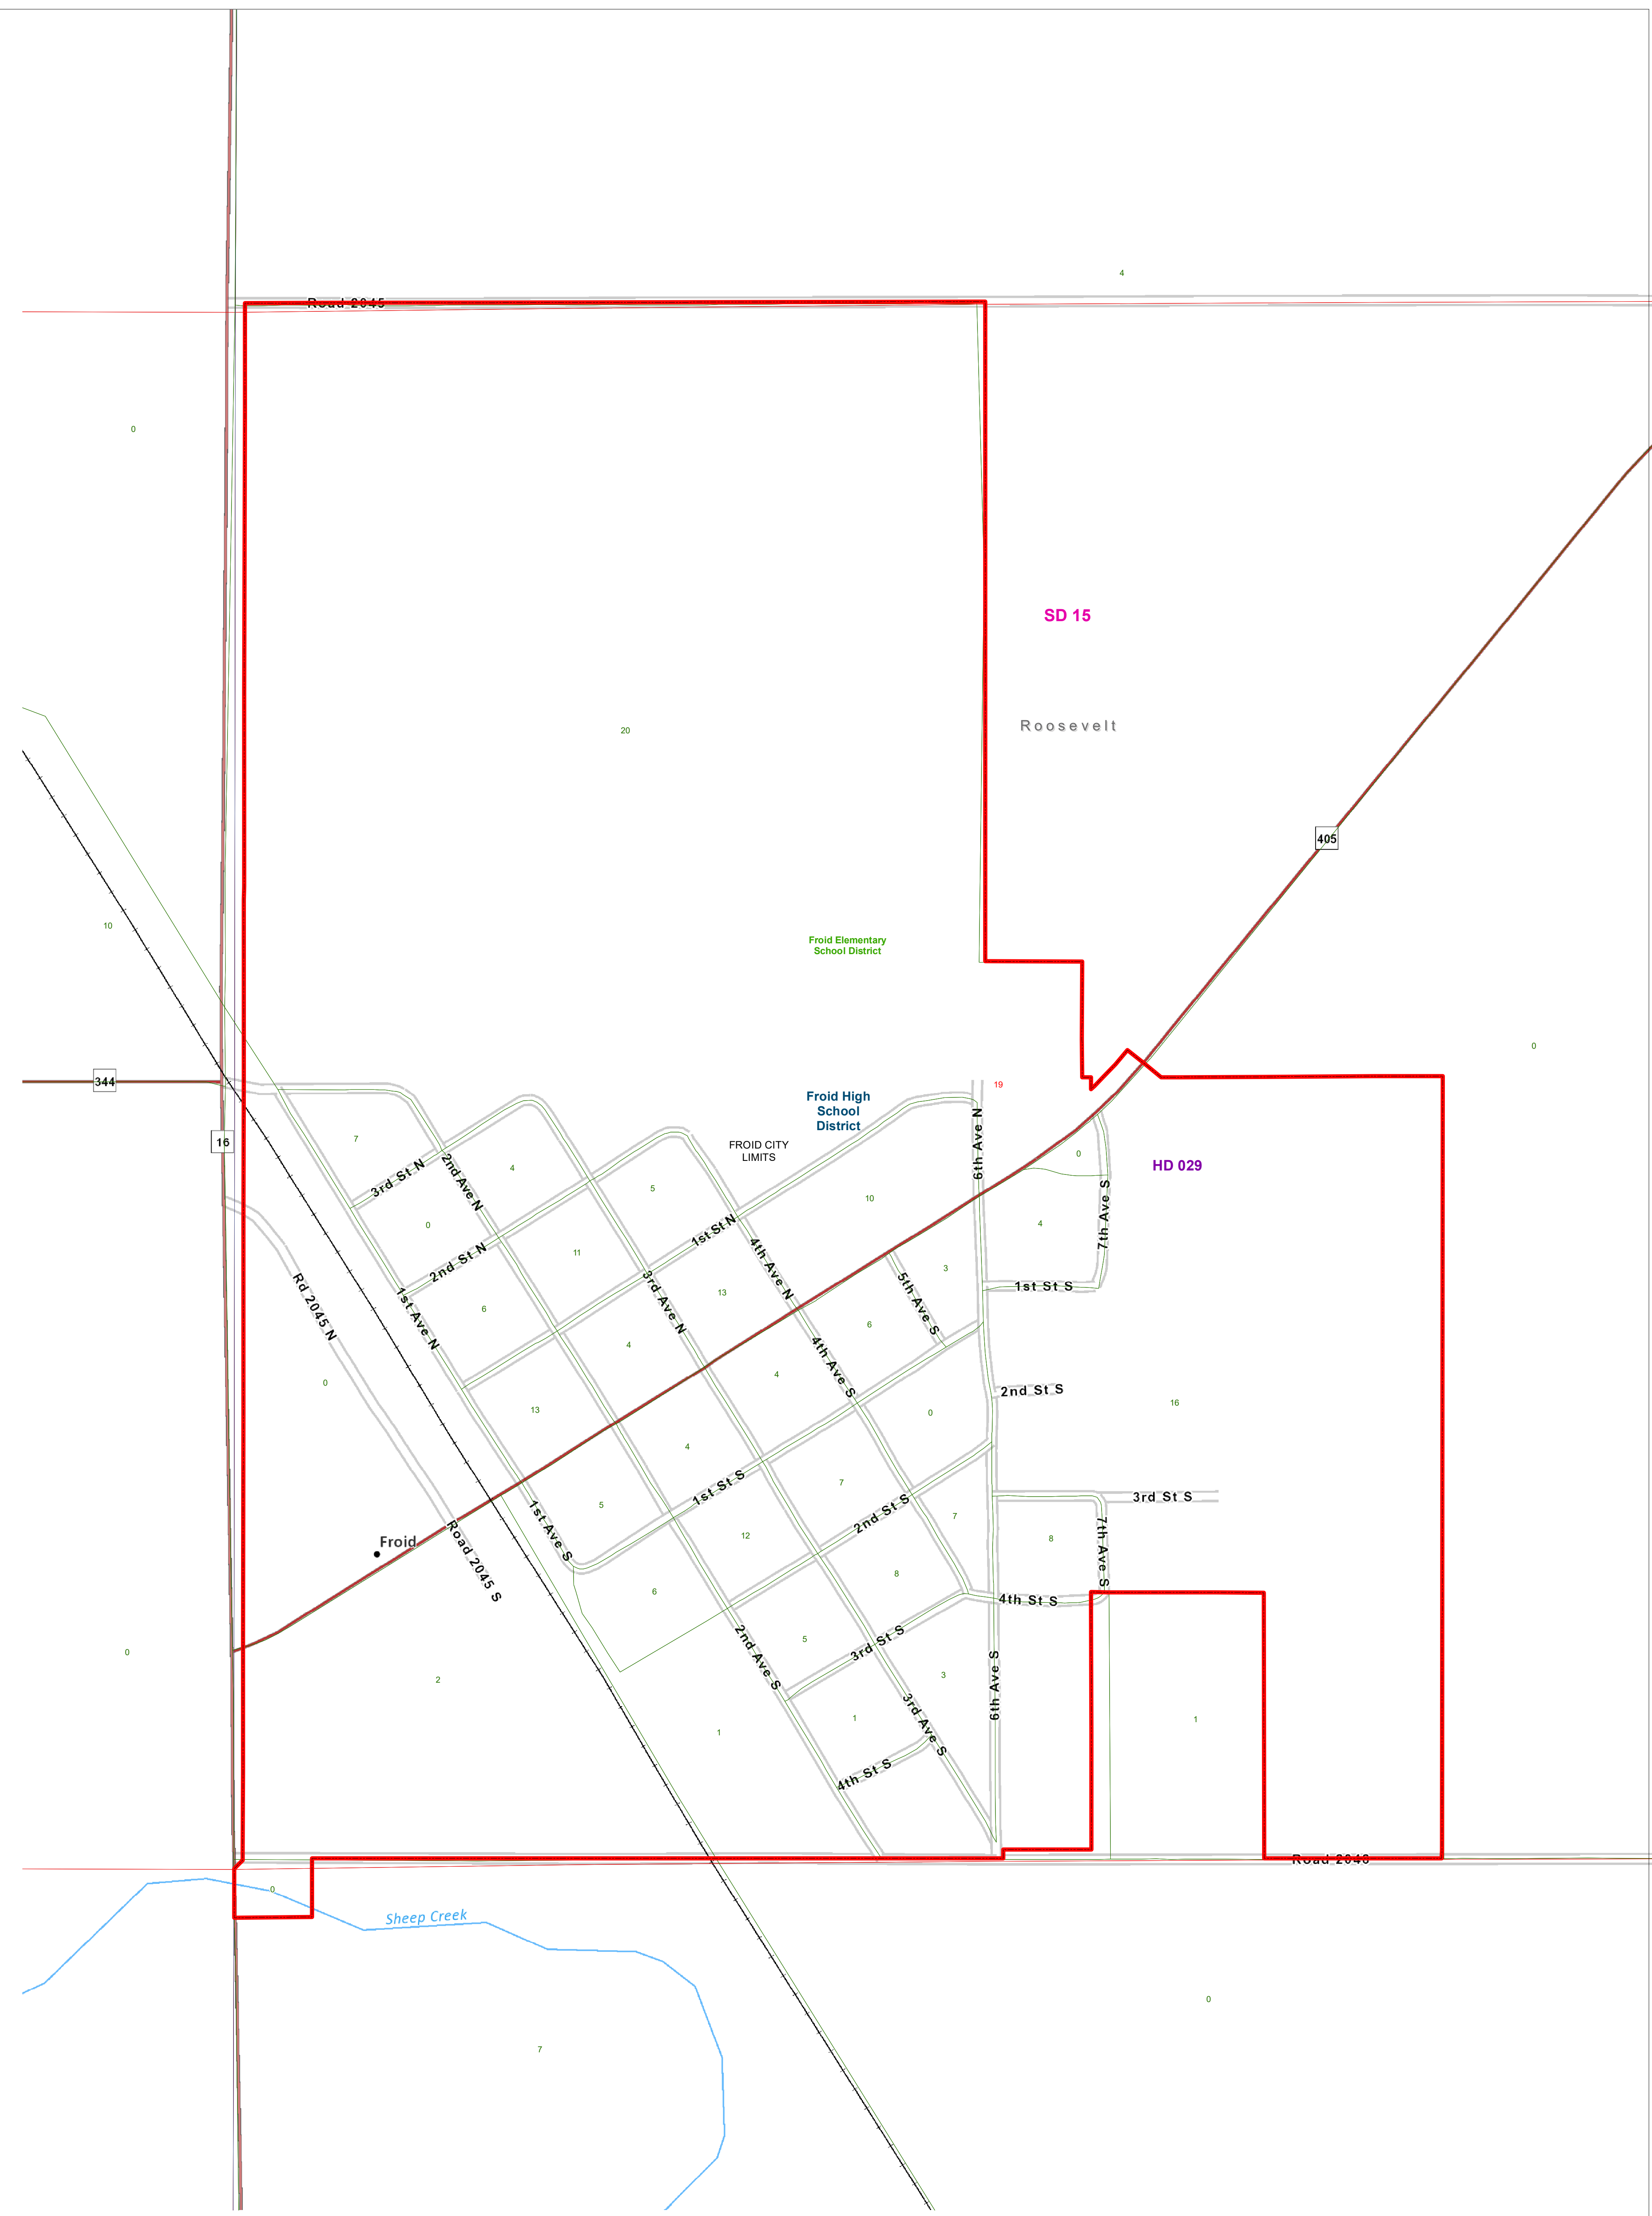 4
Road 2045
0
SD 15
Roosevelt
20
405
10
Froid Elementary
School District
0
344
19
Froid High
School
District
16
7
FROID CITY
LIMITS
6th Ave N
0
HD 029
3rd St N
2nd Ave N
4
5
10
7th Ave S
0
4
1st St N
11
2nd St N
4th Ave N
3
1st St S
Rd 2045 N
1st Ave N
6
3rd Ave N
13
5th Ave S
6
4
0
4
4th Ave S
2nd St S
13
0
16
4
1st St S
7
3rd St S
5
1st Ave S
2nd St S
7
Froid
12
8
7th Ave S
Road 2045 S
8
6
4th St S
5
3rd St S
2nd Ave S
0
2
3
6th Ave S
1
1
3rd Ave S
1
4th St S
Road 2046
0
Sheep Creek
0
7